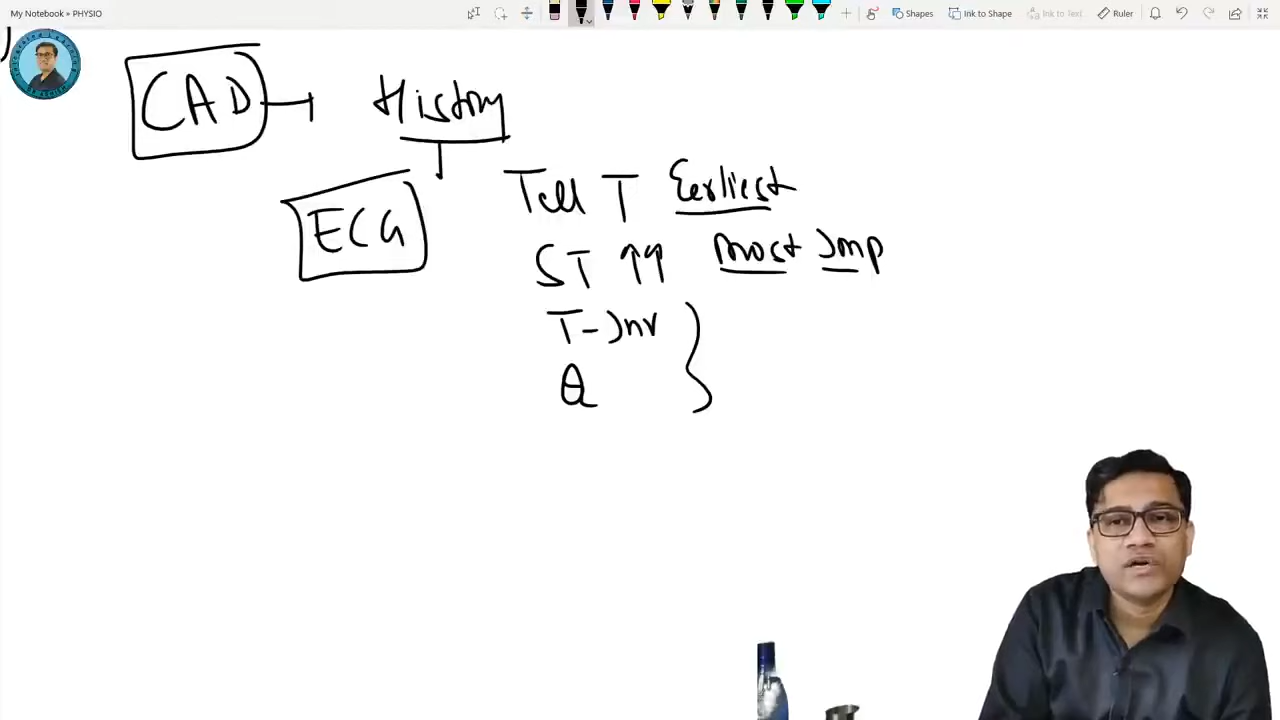 My Notebook » PHYSIO
Shapes Ink to Shape Ink to Text Ruler
CAD History
ECG
Tall T Earliest
ST ↑↑ most Imp
T-Inv
Q